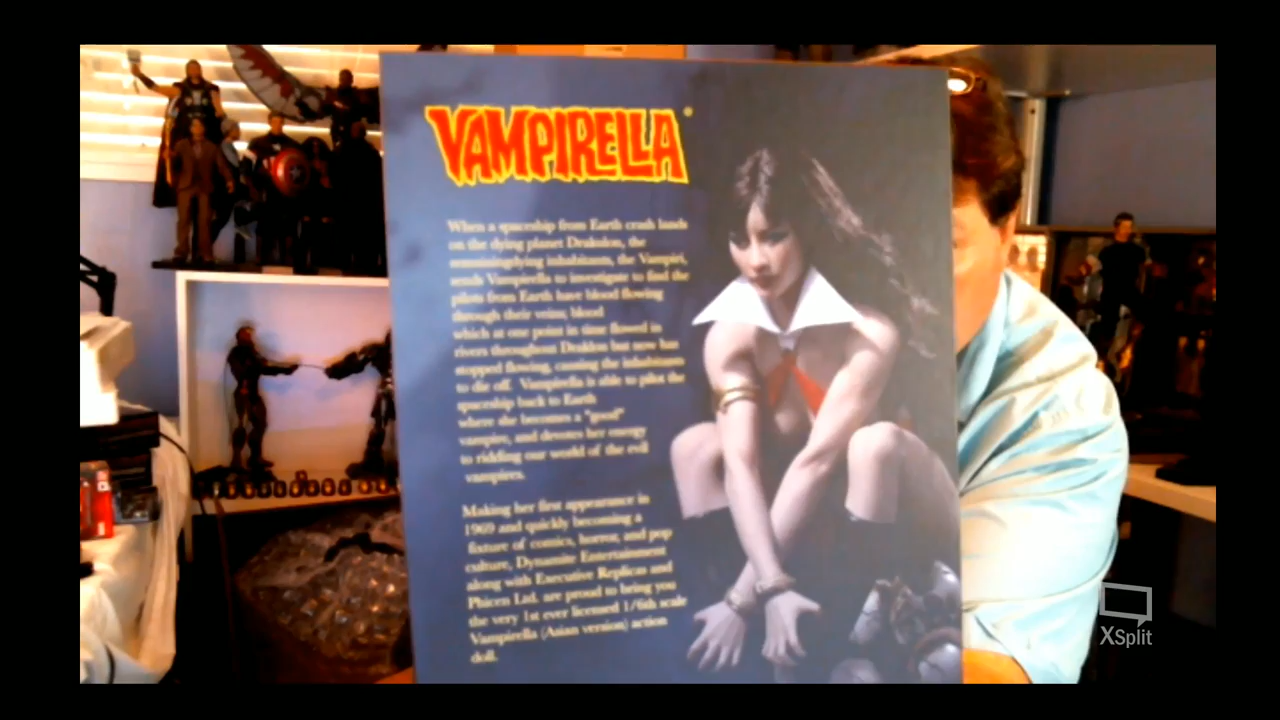 VAMPIRELLA
When a spaceship from Earth crash lands
on the dying planet Drakulon, the
remainingdying inhabitants, the Vampiri,
sends Vampirella to investigate to find the
pilots from Earth have blood flowing
through their veins, blood
which at one point in time flowed in
rivers throughout Draklon but now has
stopped flowing, causing the inhabitants
to die off. Vampirella is able to pilot the
spaceship back to Earth
where she becomes a "good"
vampire, and devotes her energy
to ridding our world of the evil
vampires.
Making her first appearance in
1969 and quickly becoming a
fixture of comics, horror, and pop
culture, Dynamite Entertainment
along with Executive Replicas and
Phicen Ltd. are proud to being you
the very 1st ever licensed 1/6th scale
Vampirella (Asian version) action
doll.
XSplit